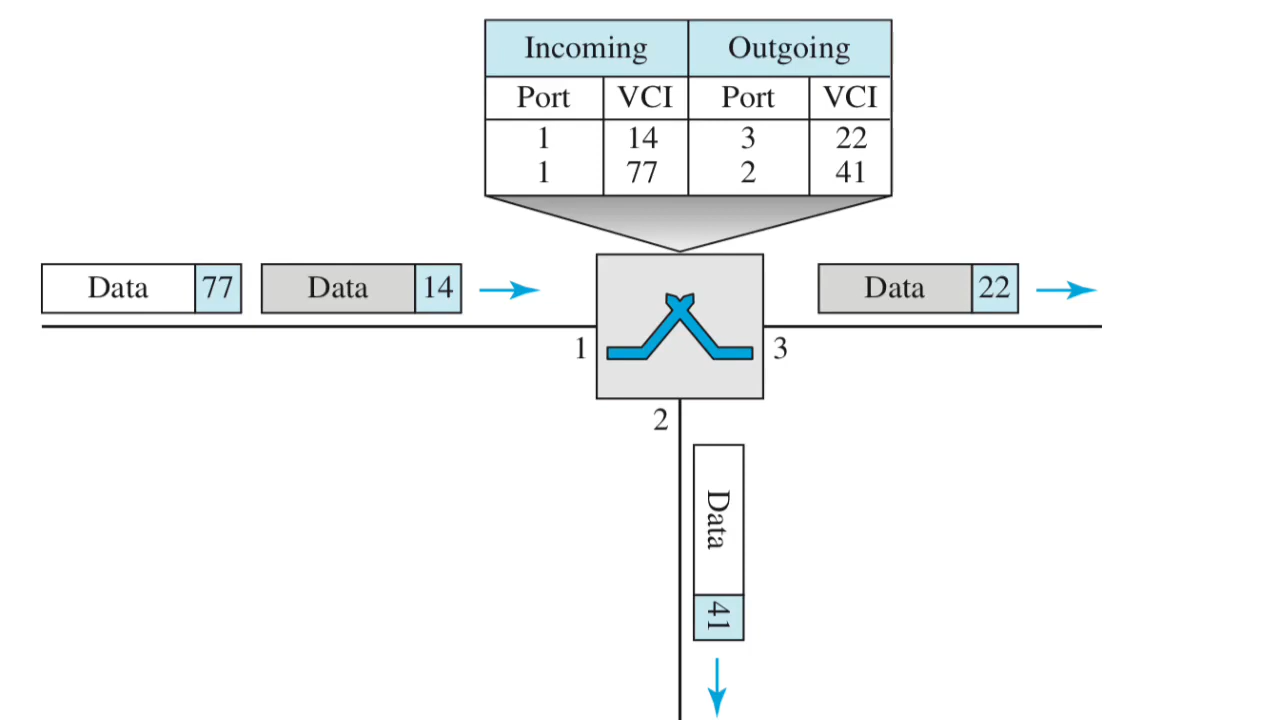 Incoming Outgoing
Port VCI Port VCI
1 14 3 22
1 77 2 41
Data 77 Data 14 Data 22
1 3
2
Data 41